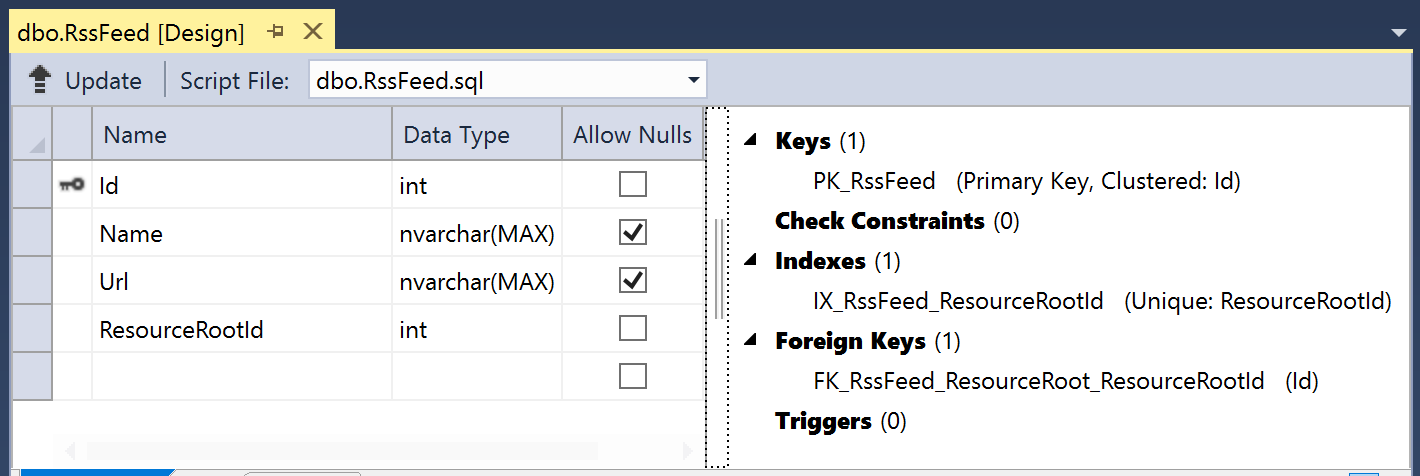 dbo.RssFeed [Design]
Update Script File: dbo.RssFeed.sql
Name Data Type Allow Nulls
Id int
Name nvarchar(MAX)
Url nvarchar(MAX)
ResourceRootId int
Keys (1)
PK_RssFeed (Primary Key, Clustered: Id)
Check Constraints (0)
Indexes (1)
IX_RssFeed_ResourceRootId (Unique: ResourceRootId)
Foreign Keys (1)
FK_RssFeed_ResourceRoot_ResourceRootId (Id)
Triggers (0)